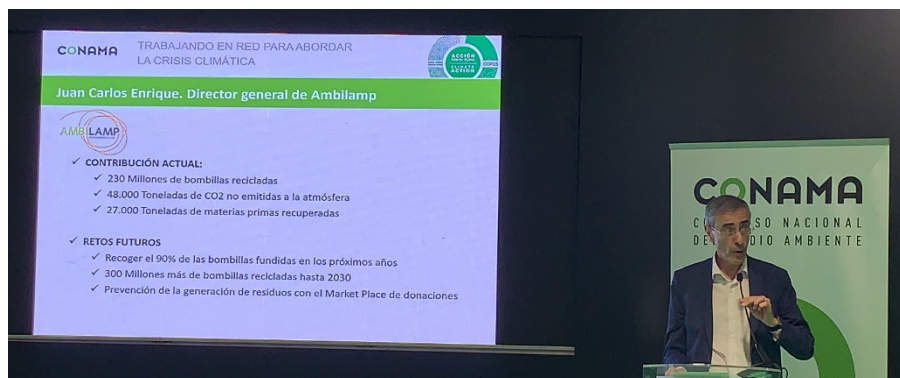 CONAMA
TRABAJANDO EN RED PARA ABORDAR
LA CRISIS CLIMÁTICA
ACCIÓN
CLIMATE
ACTION
COP25
Juan Carlos Enrique. Director general de Ambilamp
AMBILAMP
✓ CONTRIBUCIÓN ACTUAL:
✓ 230 Millones de bombillas recicladas
✓ 48.000 Toneladas de CO2 no emitidas a la atmósfera
✓ 27.000 Toneladas de materias primas recuperadas
✓ RETOS FUTUROS
✓ Recoger el 90% de las bombillas fundidas en los próximos años
✓ 300 Millones más de bombillas recicladas hasta 2030
✓ Prevención de la generación de residuos con el Market Place de donaciones
CONAMA
NACIONAL
AMBIENTE